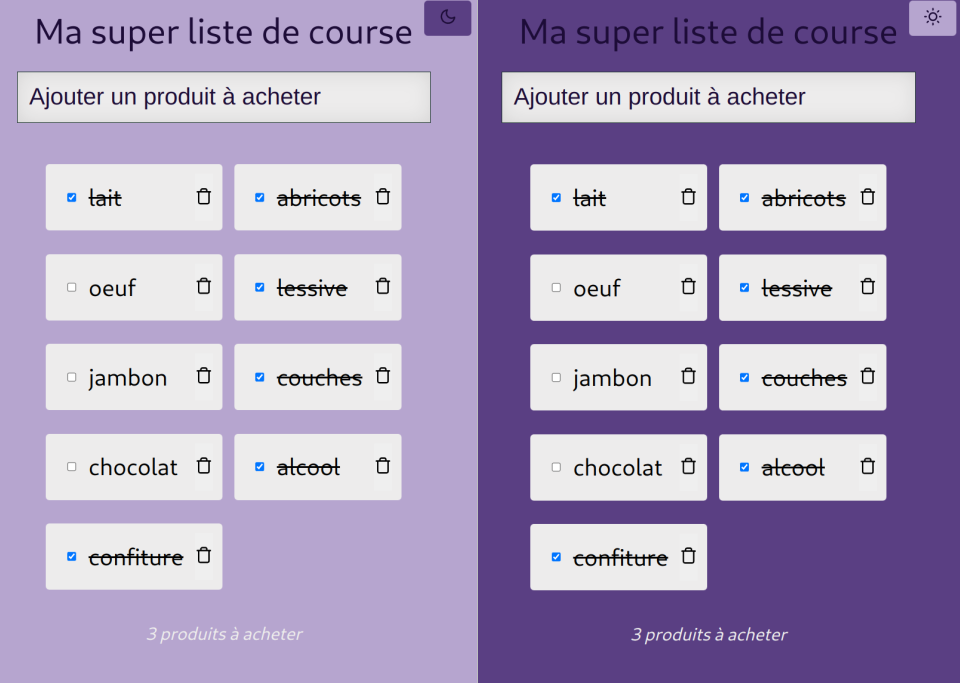 Ma super liste de course
Ajouter un produit à acheter
lait
abricots
oeuf
lessive
jambon
couches
chocolat
alcool
confiture
3 produits à acheter
Ma super liste de course
Ajouter un produit à acheter
lait
abricots
oeuf
lessive
jambon
couches
chocolat
alcool
confiture
3 produits à acheter